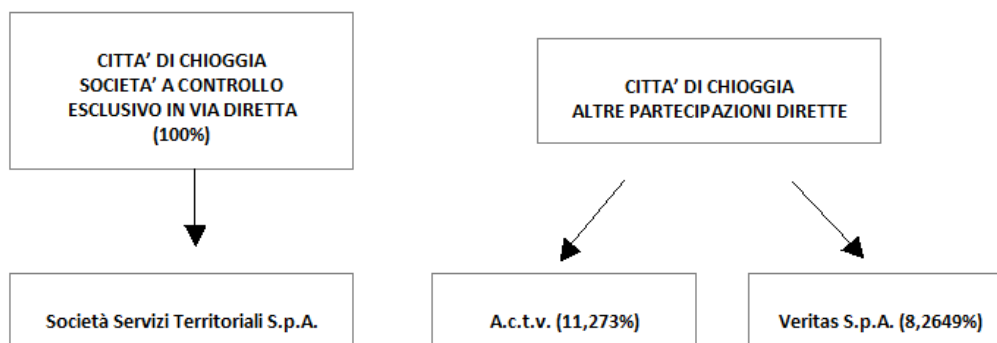 CITTA’ DI CHIOGGIA
SOCIETA’ A CONTROLLO
ESCLUSIVO IN VIA DIRETTA
(100%)
CITTA’ DI CHIOGGIA
ALTRE PARTECIPAZIONI DIRETTE
Società Servizi Territoriali S.p.A.
A.c.t.v. (11,273%)
Veritas S.p.A. (8,2649%)